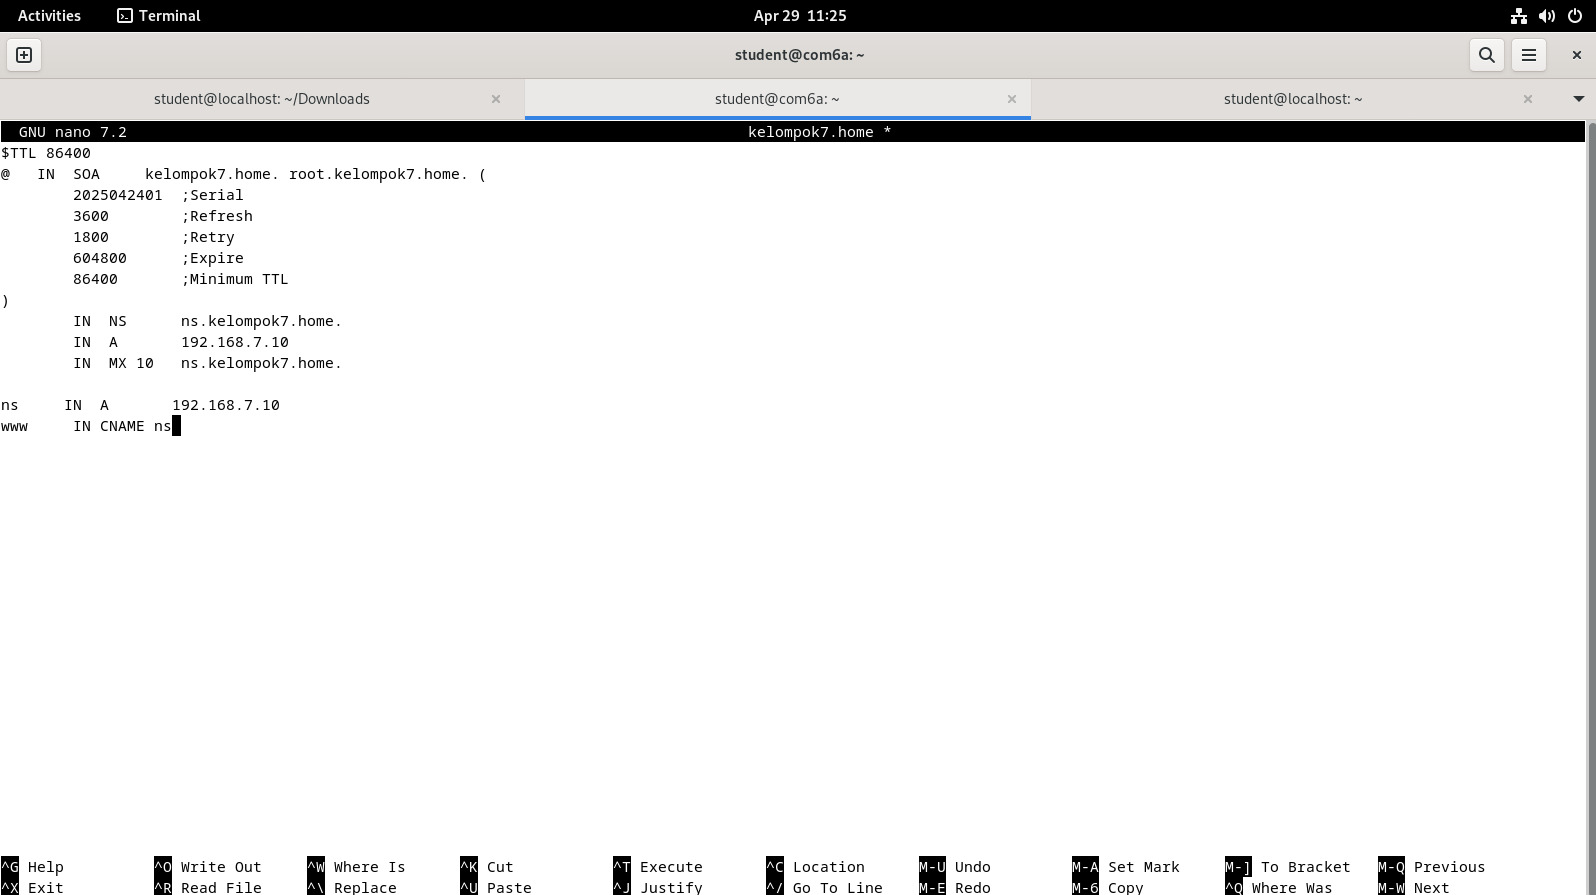 Activities Terminal Apr 29 11:25
student@com6a: ~
student@localhost: ~/Downloads student@com6a: ~ student@localhost: ~
GNU nano 7.2 kelompok7.home *
$TTL 86400
@ IN SOA kelompok7.home. root.kelompok7.home. (
2025042401 ;Serial
3600 ;Refresh
1800 ;Retry
604800 ;Expire
86400 ;Minimum TTL
)
IN NS ns.kelompok7.home.
IN A 192.168.7.10
IN MX 10 ns.kelompok7.home.
ns IN A 192.168.7.10
www IN CNAME ns
^G Help ^O Write Out ^W Where Is ^K Cut ^T Execute ^C Location M-U Undo M-A Set Mark M-] To Bracket M-Q Previous
^X Exit ^R Read File ^\ Replace ^U Paste ^J Justify ^/ Go To Line M-E Redo M-6 Copy ^Q Where Was M-W Next